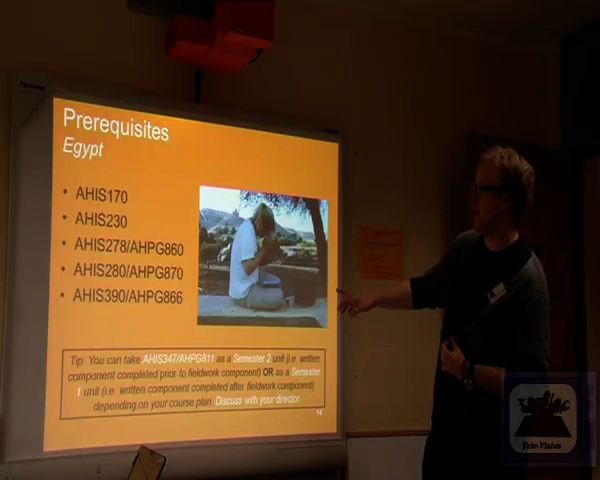 Prerequisites
Egypt
• AHIS170
• AHIS230
• AHIS278/AHPG860
• AHIS280/AHPG870
• AHIS390/AHPG866
Tip You can take AHIS347/AHPG811 as a Semester 2 unit (i.e. written
component completed prior to fieldwork component) OR as a Semester
1 unit (i.e. written component completed after fieldwork component)
depending on your course plan. Discuss with your director.
14
Tele-Vision